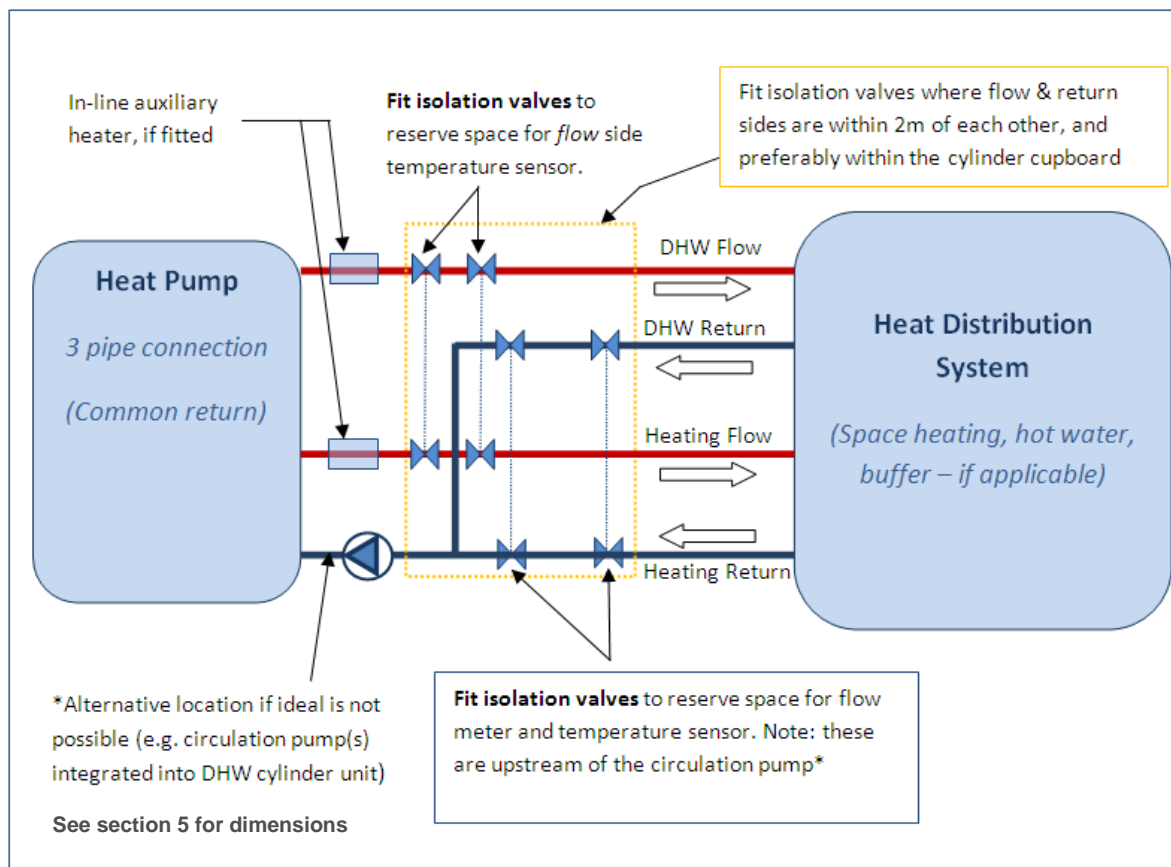 In-line auxiliary
heater, if fitted
Fit isolation valves to
reserve space for flow side
temperature sensor.
Fit isolation valves where flow & return
sides are within 2m of each other, and
preferably within the cylinder cupboard
Heat Pump
3 pipe connection
(Common return)
DHW Flow
DHW Return
Heating Flow
Heating Return
Heat Distribution
System
(Space heating, hot water,
buffer – if applicable)
*Alternative location if ideal is not
possible (e.g. circulation pump(s)
integrated into DHW cylinder unit)
See section 5 for dimensions
Fit isolation valves to reserve space for flow
meter and temperature sensor. Note: these
are upstream of the circulation pump*